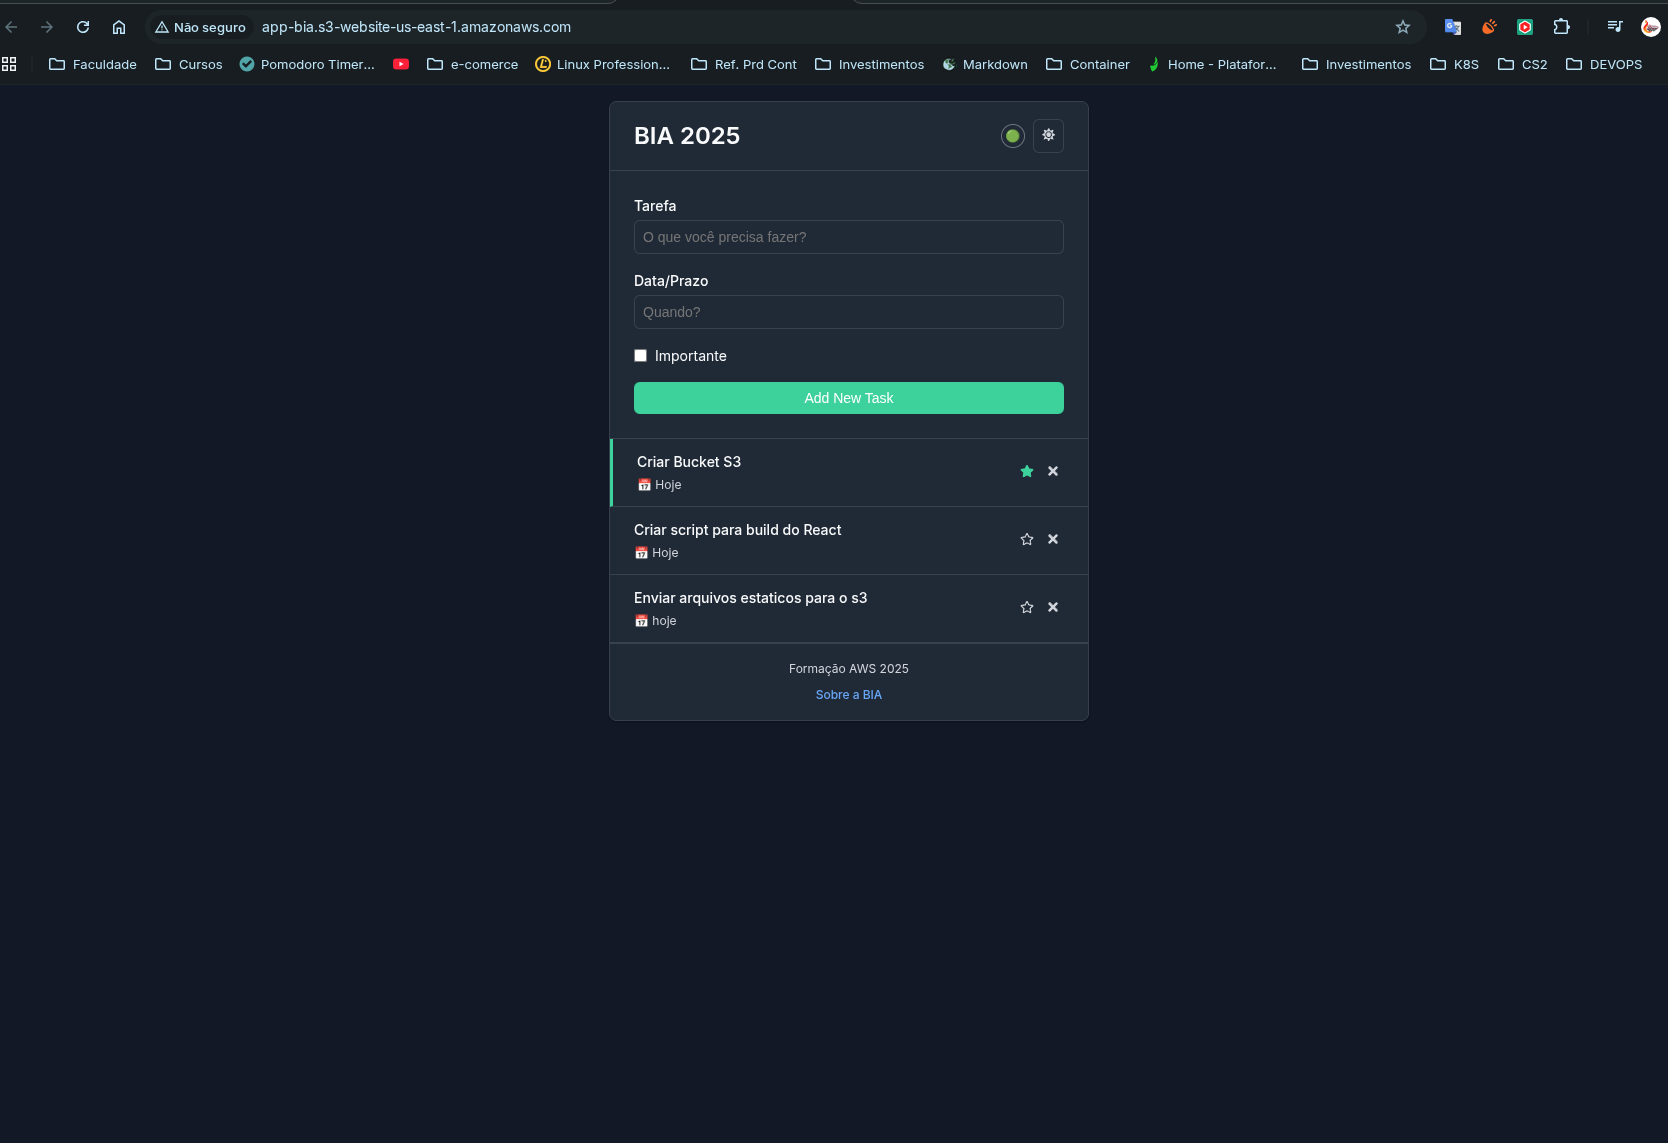 Não seguro app-bia.s3-website-us-east-1.amazonaws.com
Faculdade Cursos Pomodoro Timer... e-comerce Linux Profession... Ref. Prd Cont Investimentos Markdown Container Home - Platafor... Investimentos K8S CS2 DEVOPS
BIA 2025
Tarefa
O que você precisa fazer?
Data/Prazo
Quando?
Importante
Add New Task
Criar Bucket S3
Hoje
Criar script para build do React
Hoje
Enviar arquivos estaticos para o s3
hoje
Formação AWS 2025
Sobre a BIA